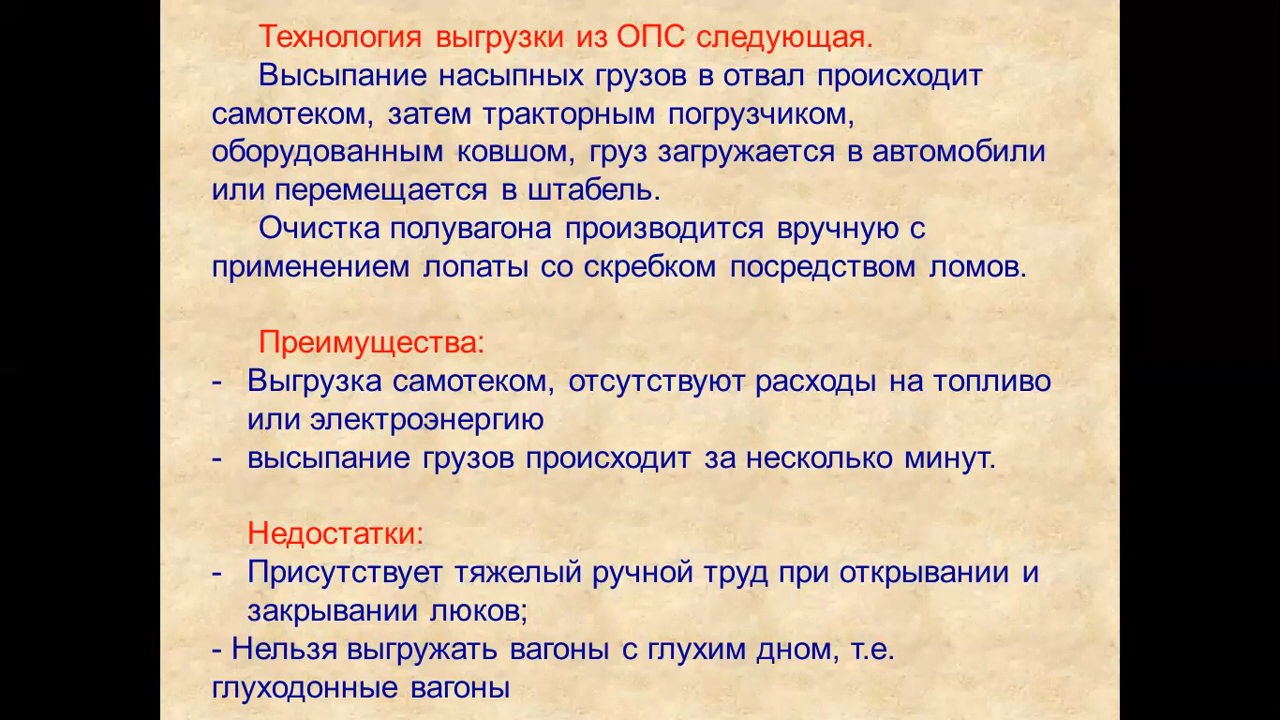 Технология выгрузки из ОПС следующая.
Высыпание насыпных грузов в отвал происходит
самотеком, затем тракторным погрузчиком,
оборудованным ковшом, груз загружается в автомобили
или перемещается в штабель.
Очистка полувагона производится вручную с
применением лопаты со скребком посредством ломов.
Преимущества:
- Выгрузка самотеком, отсутствуют расходы на топливо
или электроэнергию
- высыпание грузов происходит за несколько минут.
Недостатки:
- Присутствует тяжелый ручной труд при открывании и
закрывании люков;
- Нельзя выгружать вагоны с глухим дном, т.е.
глуходонные вагоны